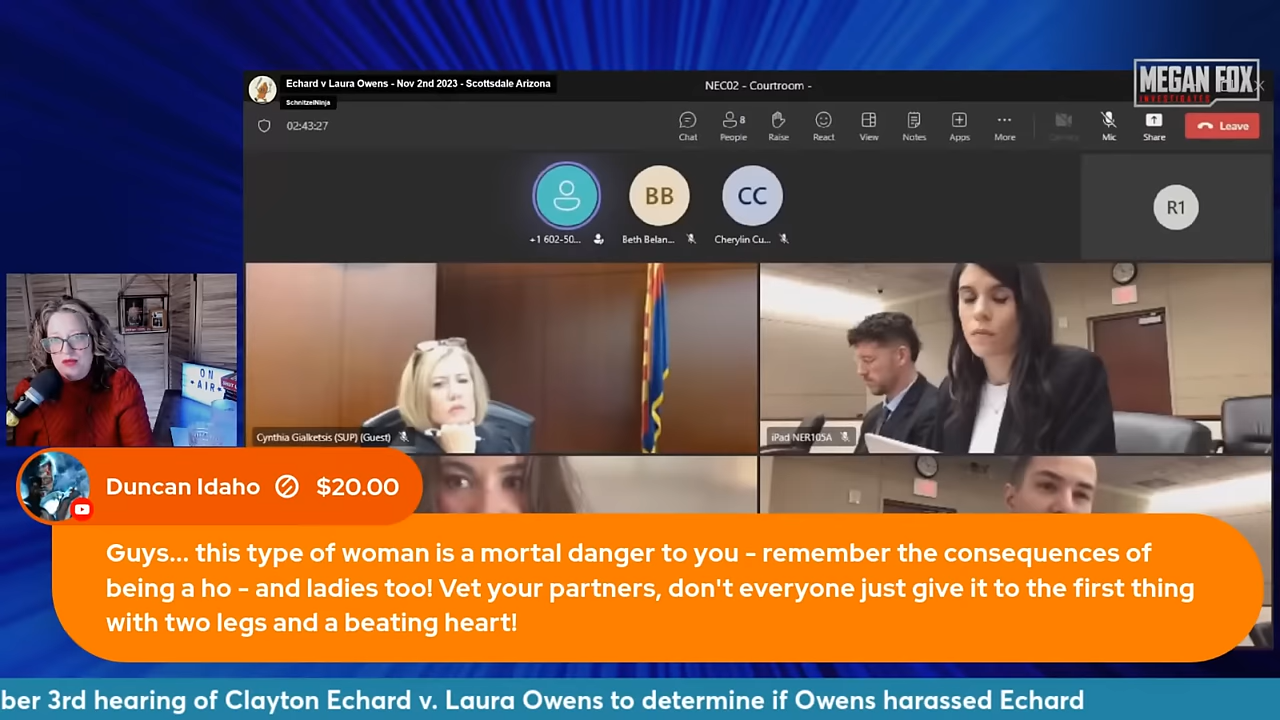 Echard v Laura Owens - Nov 2nd 2023 - Scottsdale Arizona
SchnitzelNinja
NEC02 - Courtroom -
MEGAN FOX
INVESTIGATES
02:43:27
Chat
People
8
Raise
React
View
Notes
Apps
More
Mic
Share
Leave
+1 602-50...
BB
Beth Belan...
CC
Cherylin Cu...
R1
ON
AIR
Cynthia Gialketsis (SUP) (Guest)
iPad NER105A
Duncan Idaho $20.00
Guys... this type of woman is a mortal danger to you - remember the consequences of
being a ho - and ladies too! Vet your partners, don't everyone just give it to the first thing
with two legs and a beating heart!
ber 3rd hearing of Clayton Echard v. Laura Owens to determine if Owens harassed Echard